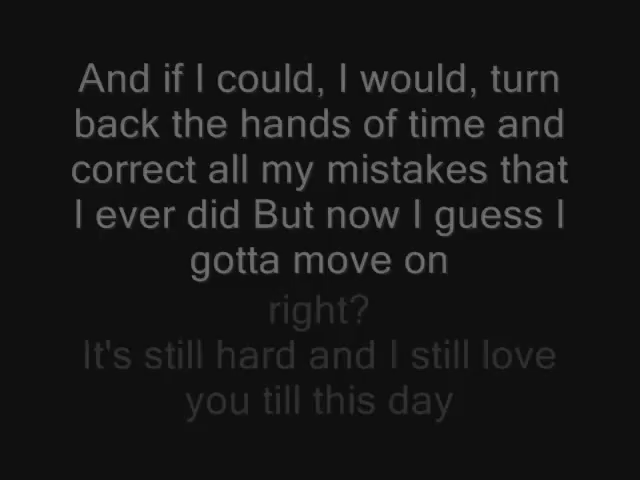 And if I could, I would, turn
back the hands of time and
correct all my mistakes that
I ever did But now I guess I
gotta move on
right?
It's still hard and I still love
you till this day